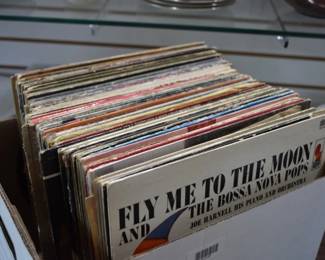 FLY ME TO THE MOON
AND THE BOSSA NOVA POPS
JOE HARNELL HIS PIANO AND ORCHESTRA